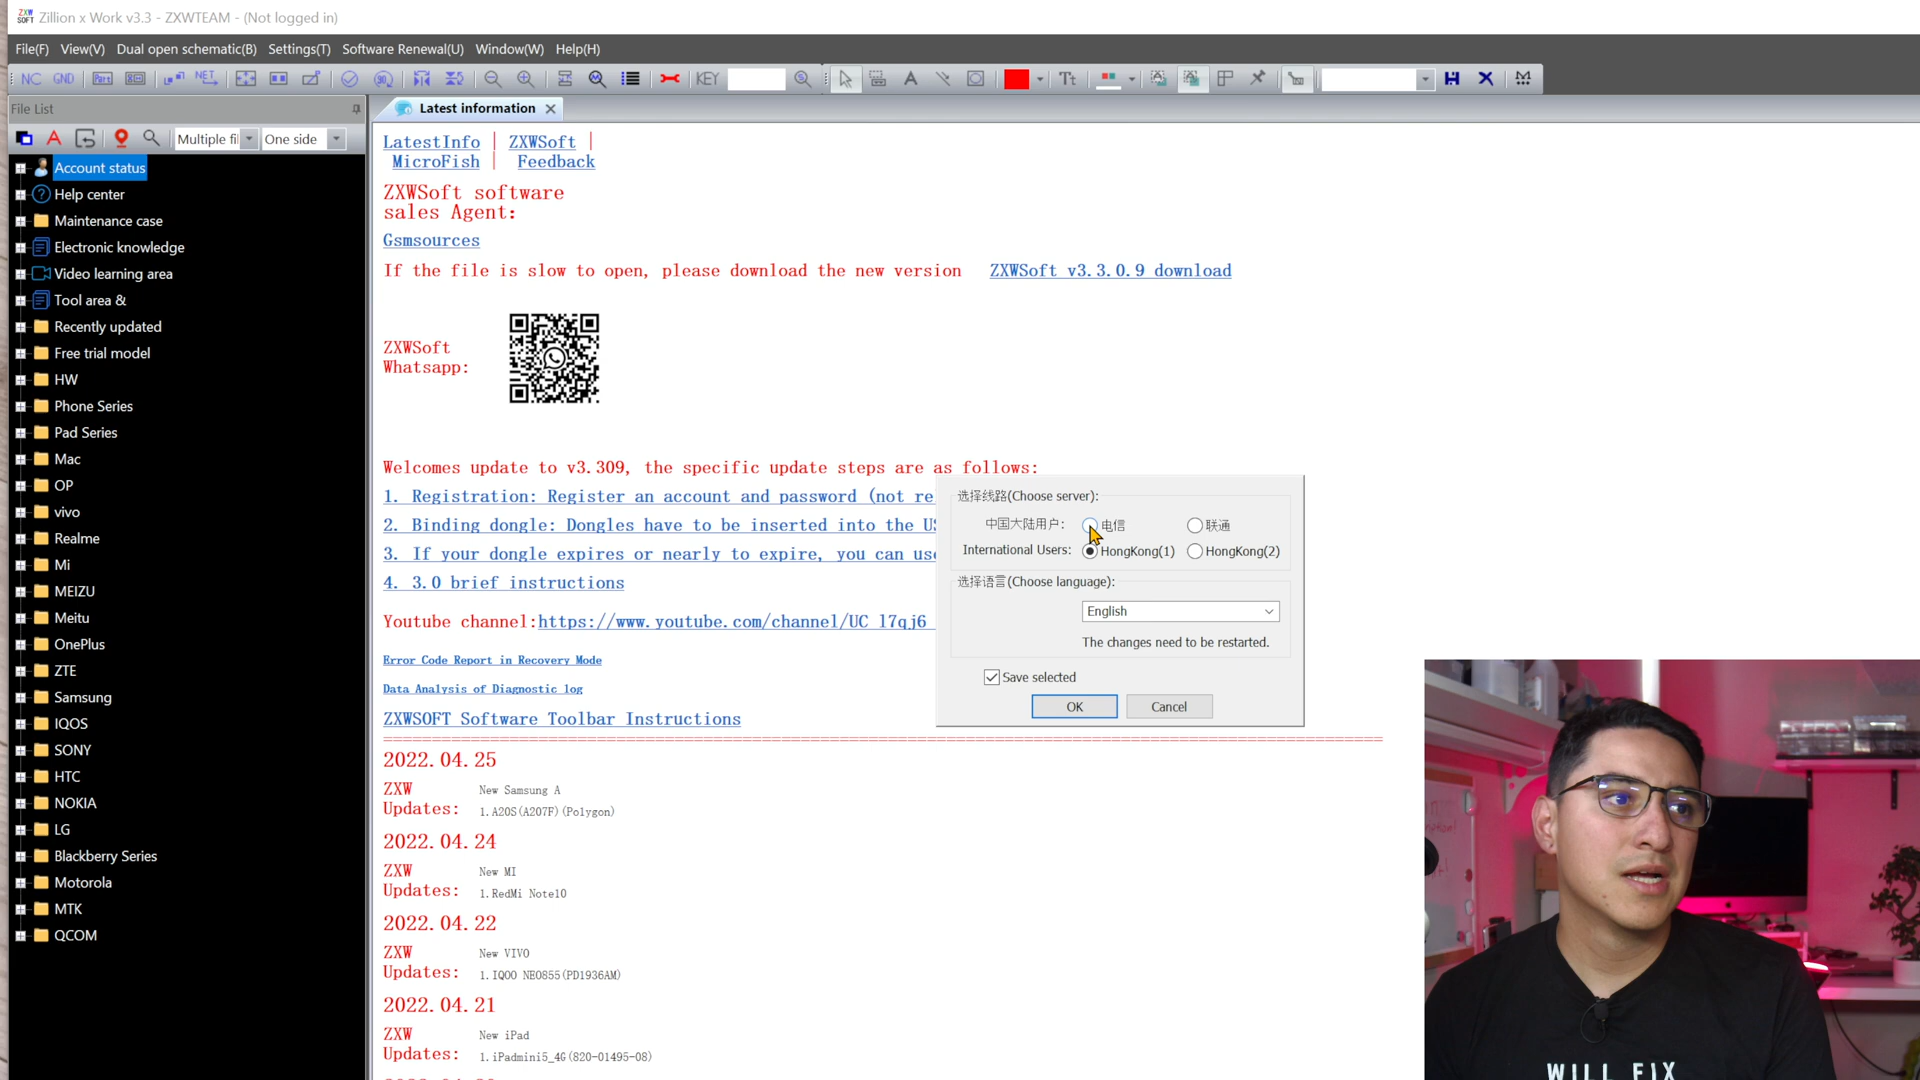 ZXW
SOFT
Zillion x Work v3.3 - ZXWTEAM - (Not logged in)
File(F) View(V) Dual open schematic(B) Settings(T) Software Renewal(U) Window(W) Help(H)
NC GND Part NET KEY A Tt
File List
Latest information
A Multiple fi One side
Account status
Help center
Maintenance case
Electronic knowledge
Video learning area
Tool area &
Recently updated
Free trial model
HW
Phone Series
Pad Series
Mac
OP
vivo
Realme
Mi
MEIZU
Meitu
OnePlus
ZTE
Samsung
IQOS
SONY
HTC
NOKIA
LG
Blackberry Series
Motorola
MTK
QCOM
LatestInfo | ZXWSoft |
MicroFish | Feedback
ZXWSoft software
sales Agent:
Gsmsources
If the file is slow to open, please download the new version ZXWSoft v3.3.0.9 download
ZXWSoft
Whatsapp:
Welcomes update to v3.309, the specific update steps are as follows:
1. Registration: Register an account and password (not re
2. Binding dongle: Dongles have to be inserted into the US
3. If your dongle expires or nearly to expire, you can use
4. 3.0 brief instructions
Youtube channel:https://www.youtube.com/channel/UC_l7qj6_
Error Code Report in Recovery Mode
Data Analysis of Diagnostic log
ZXWSOFT Software Toolbar Instructions
2022.04.25
ZXW
Updates:
New Samsung A
1.A20S(A207F)(Polygon)
2022.04.24
ZXW
Updates:
New MI
1.RedMi Note10
2022.04.22
ZXW
Updates:
New VIVO
1.IQOO NEO855(PD1936AM)
2022.04.21
ZXW
Updates:
New iPad
1.iPadmini5_4G(820-01495-08)
选择线路(Choose server):
中国大陆用户: 电信 联通
International Users: HongKong(1) HongKong(2)
选择语言(Choose language):
English
The changes need to be restarted.
Save selected
OK Cancel
WILL FIX